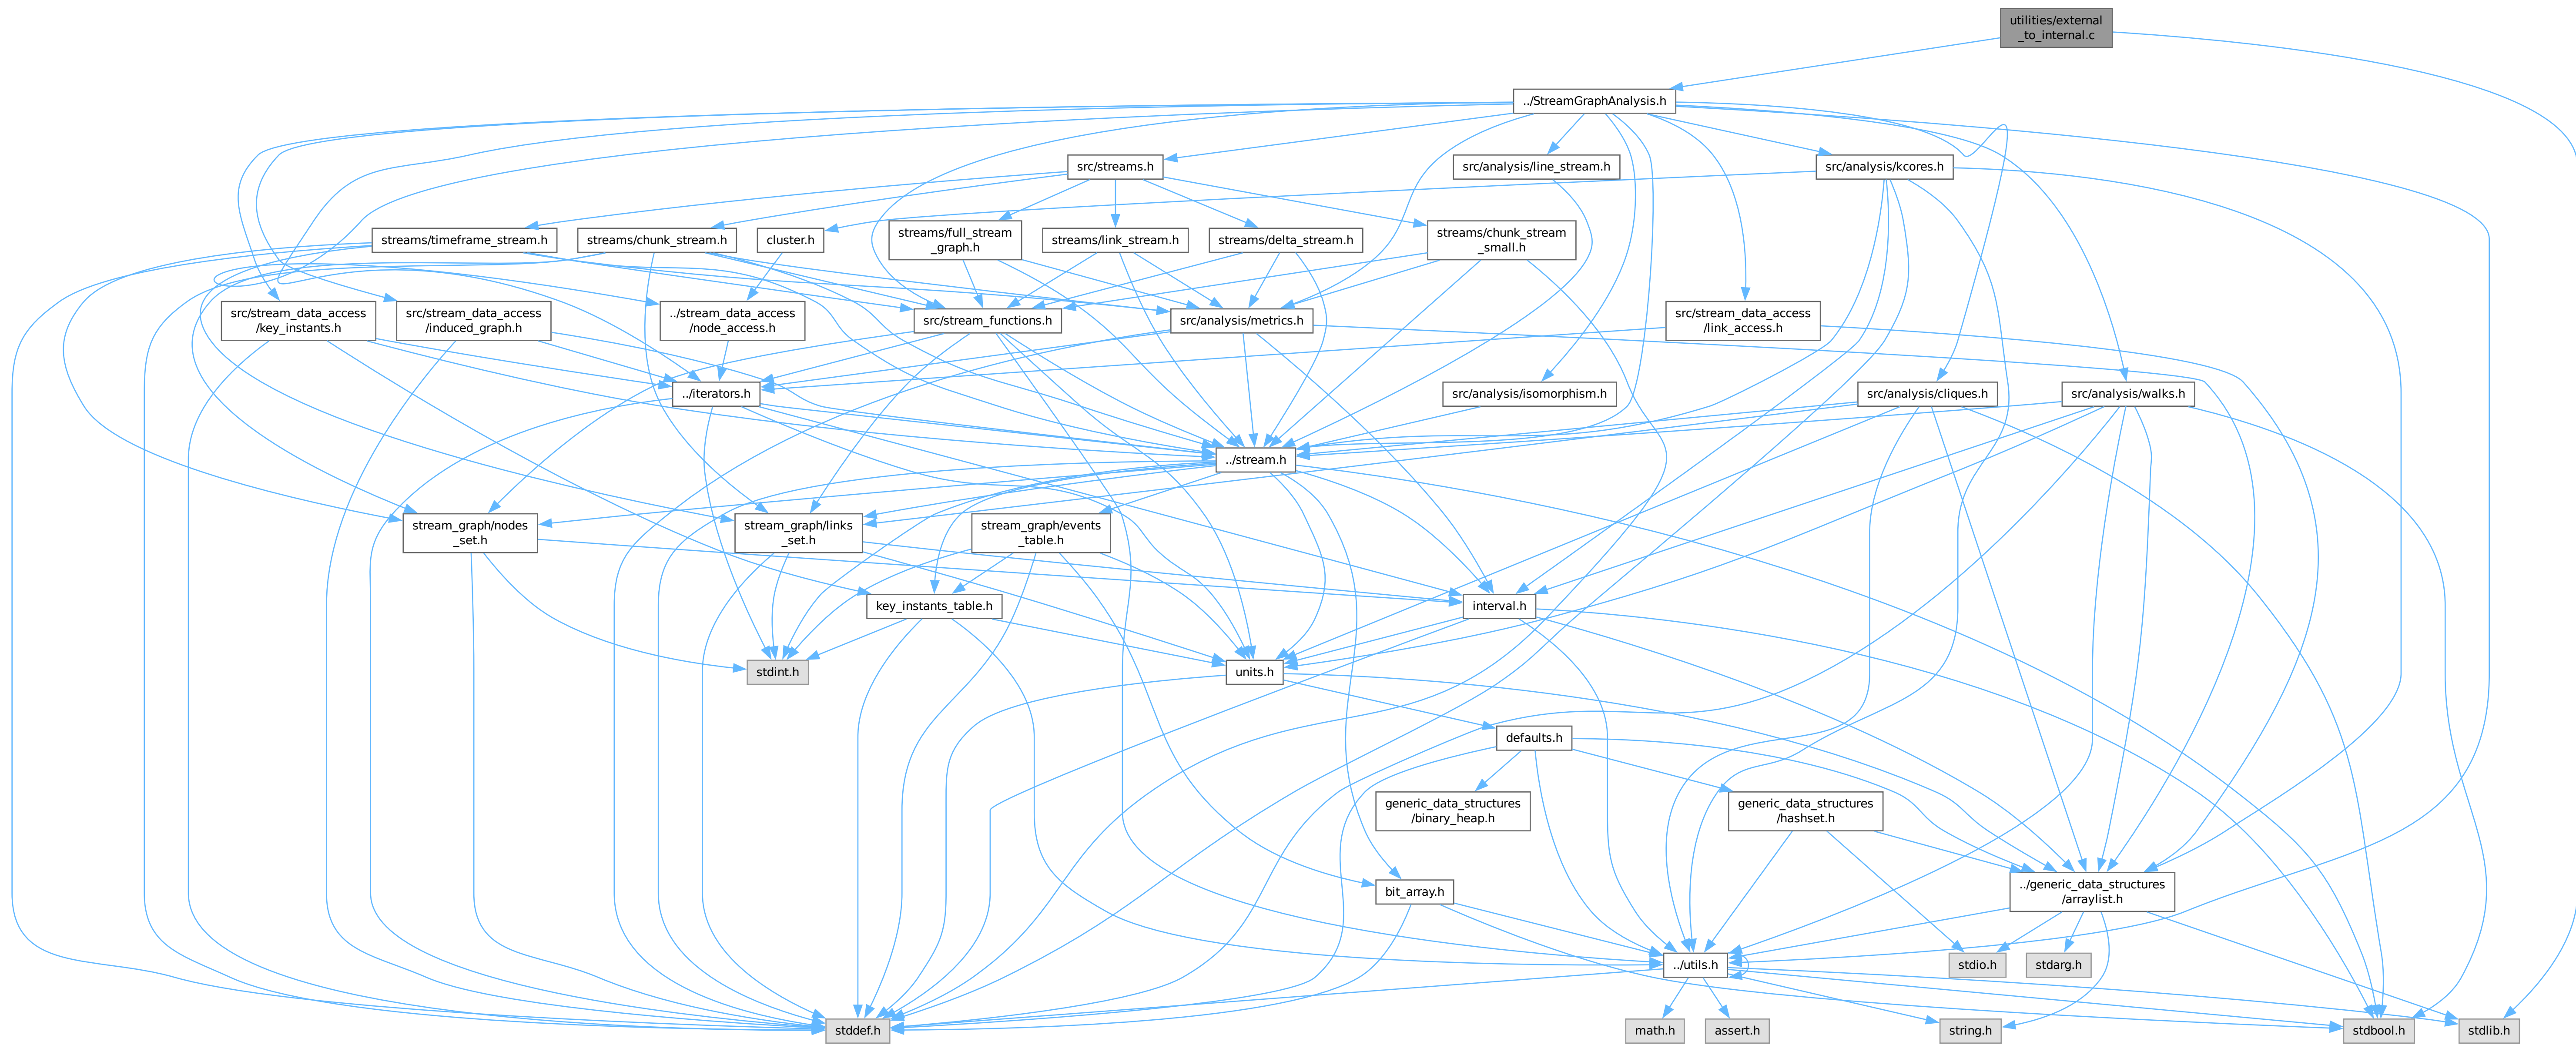 utilities/external
_to_internal.c
../StreamGraphAnalysis.h
src/streams.h
src/analysis/line_stream.h
src/analysis/kcores.h
streams/timeframe_stream.h
streams/chunk_stream.h
cluster.h
streams/full_stream
_graph.h
streams/link_stream.h
streams/delta_stream.h
streams/chunk_stream
_small.h
src/stream_data_access
/key_instants.h
src/stream_data_access
/induced_graph.h
../stream_data_access
/node_access.h
src/stream_functions.h
src/analysis/metrics.h
src/stream_data_access
/link_access.h
../iterators.h
src/analysis/isomorphism.h
src/analysis/cliques.h
src/analysis/walks.h
../stream.h
stream_graph/nodes
_set.h
stream_graph/links
_set.h
stream_graph/events
_table.h
key_instants_table.h
interval.h
stdint.h
units.h
defaults.h
generic_data_structures
/binary_heap.h
generic_data_structures
/hashset.h
bit_array.h
../generic_data_structures
/arraylist.h
../utils.h
stdio.h
stdarg.h
stddef.h
math.h
assert.h
string.h
stdbool.h
stdlib.h